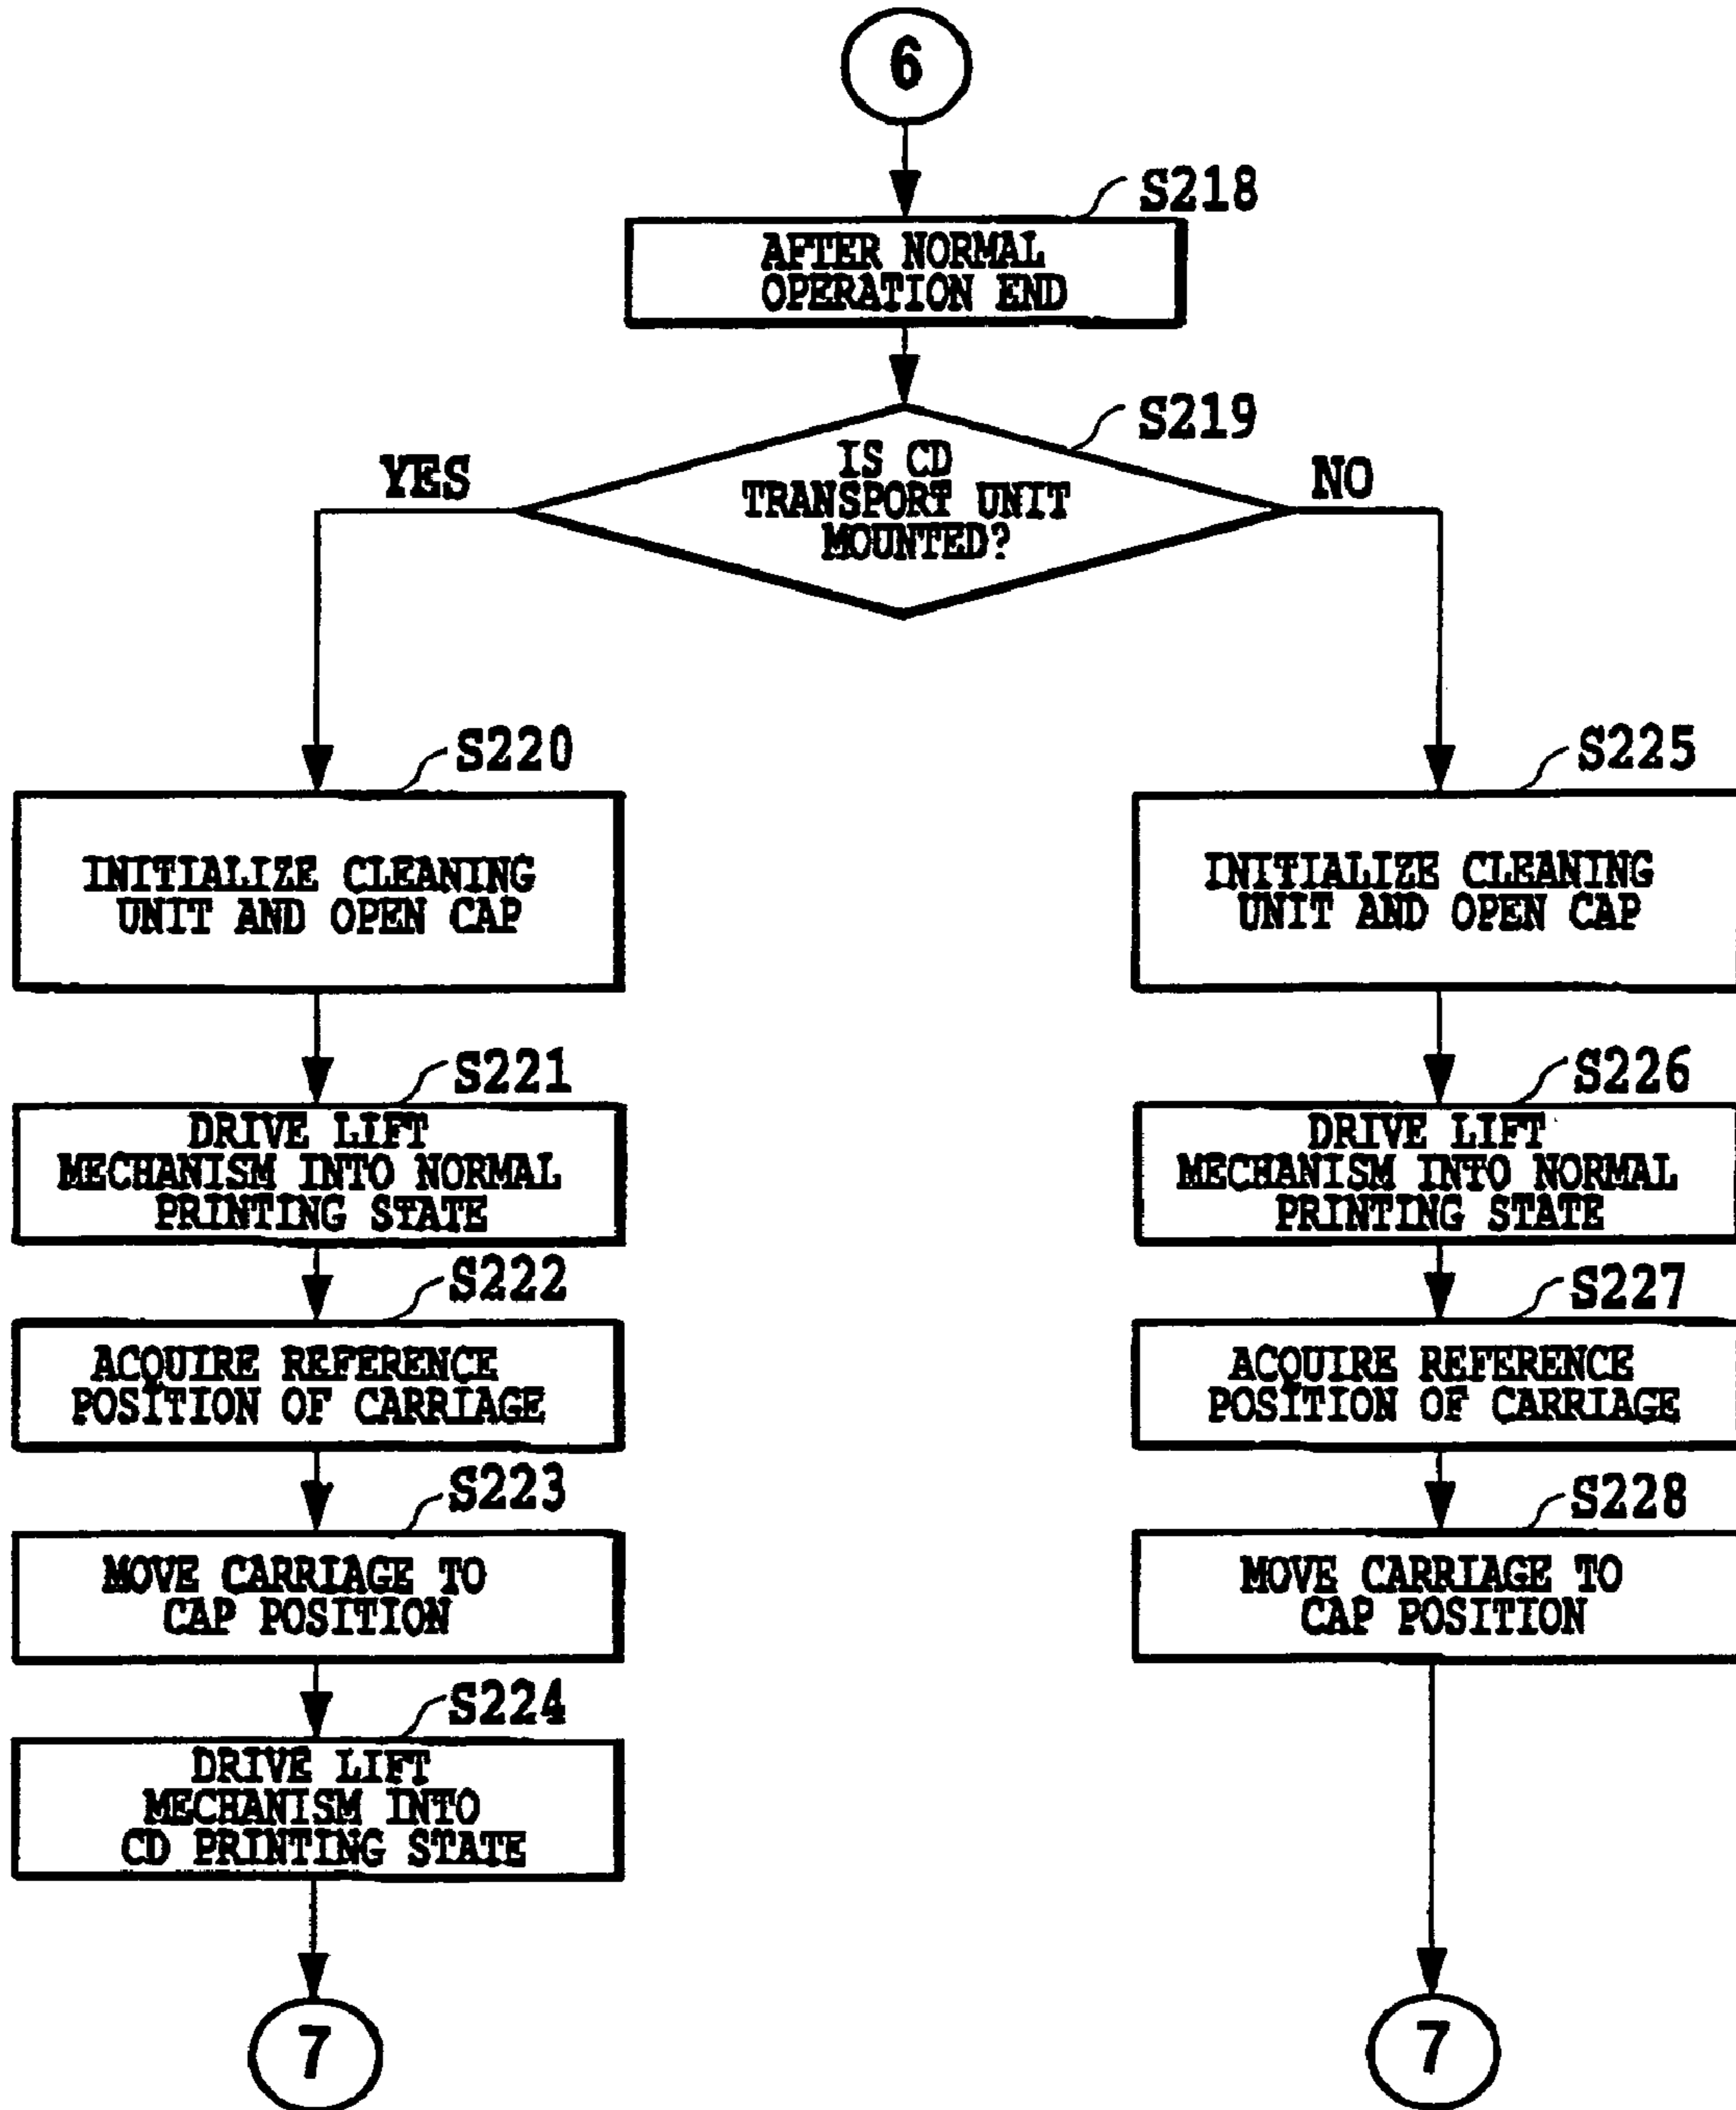 6
S218
AFTER NORMAL
OPERATION END
S219
IS CD
TRANSPORT UNIT
MOUNTED?
YES
NO
S220
INITIALIZE CLEANING
UNIT AND OPEN CAP
S221
DRIVE LIFT
MECHANISM INTO NORMAL
PRINTING STATE
S222
ACQUIRE REFERENCE
POSITION OF CARRIAGE
S223
MOVE CARRIAGE TO
CAP POSITION
S224
DRIVE LIFT
MECHANISM INTO
CD PRINTING STATE
7
S225
INITIALIZE CLEANING
UNIT AND OPEN CAP
S226
DRIVE LIFT
MECHANISM INTO NORMAL
PRINTING STATE
S227
ACQUIRE REFERENCE
POSITION OF CARRIAGE
S228
MOVE CARRIAGE TO
CAP POSITION
7